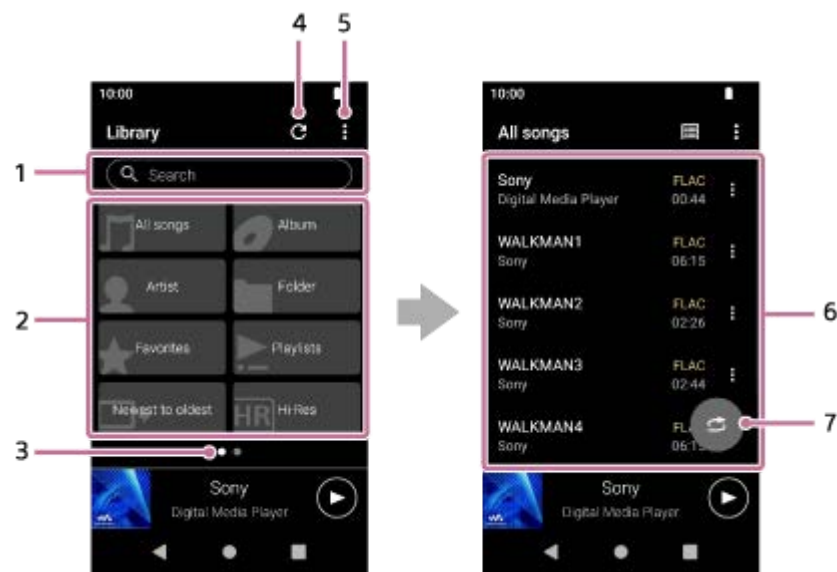 4 5
10:00
Library
1
Search
2
All songs Album
Artist Folder
Favorites Playlists
Newest to oldest HR Hi-Res
3
Sony
Digital Media Player
10:00
All songs
Sony FLAC
Digital Media Player 00:44
WALKMAN1 FLAC
Sony 06:15
WALKMAN2 FLAC
Sony 02:26
WALKMAN3 FLAC
Sony 02:44
WALKMAN4
Sony
6
7
Sony
Digital Media Player